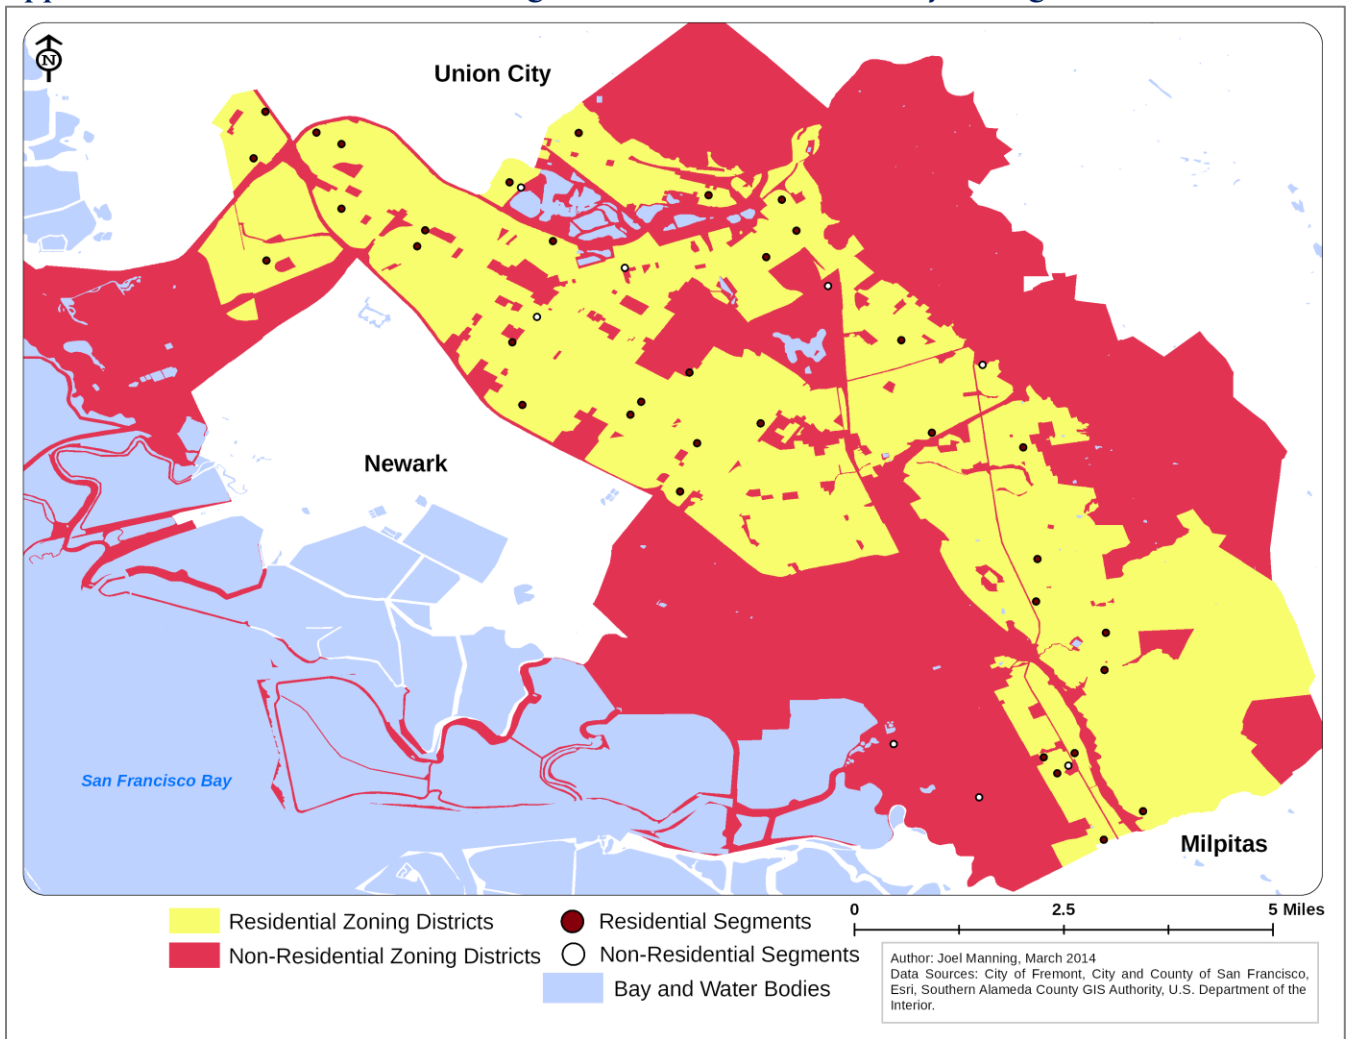 N
Union City
Newark
San Francisco Bay
Milpitas
Residential Zoning Districts
Non-Residential Zoning Districts
Residential Segments
Non-Residential Segments
Bay and Water Bodies
0 2.5 5 Miles
Author: Joel Manning, March 2014
Data Sources: City of Fremont, City and County of San Francisco,
Esri, Southern Alameda County GIS Authority, U.S. Department of the
Interior.